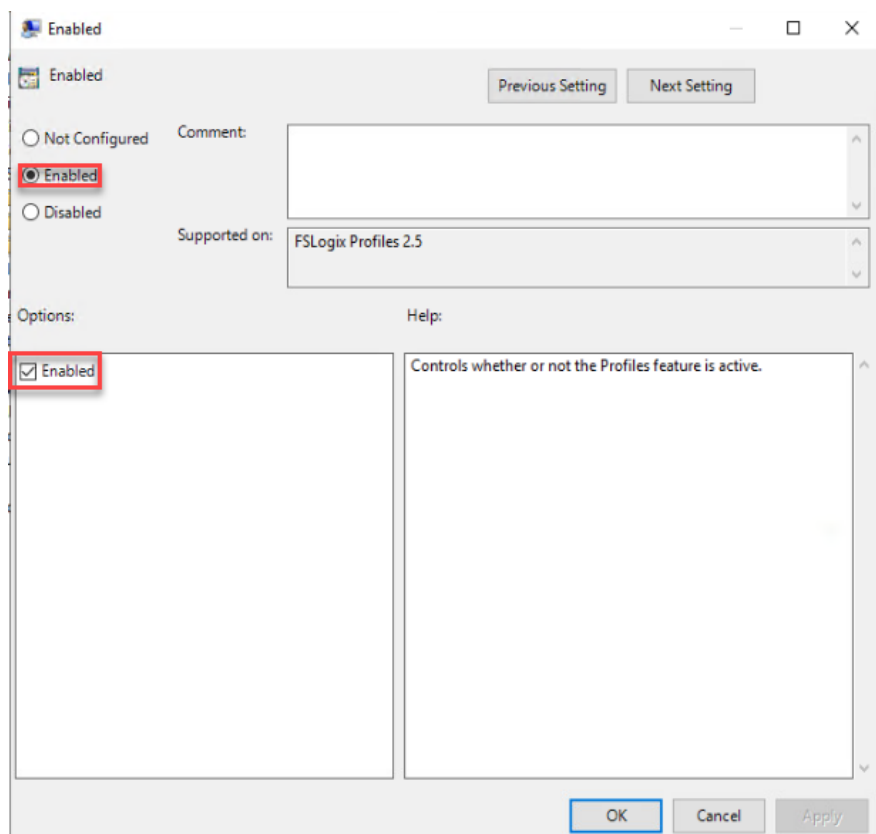 Enabled
Enabled
Previous Setting
Next Setting
Not Configured
Comment:
Enabled
Disabled
Supported on:
FSLogix Profiles 2.5
Options:
Help:
Enabled
Controls whether or not the Profiles feature is active.
OK
Cancel
Apply